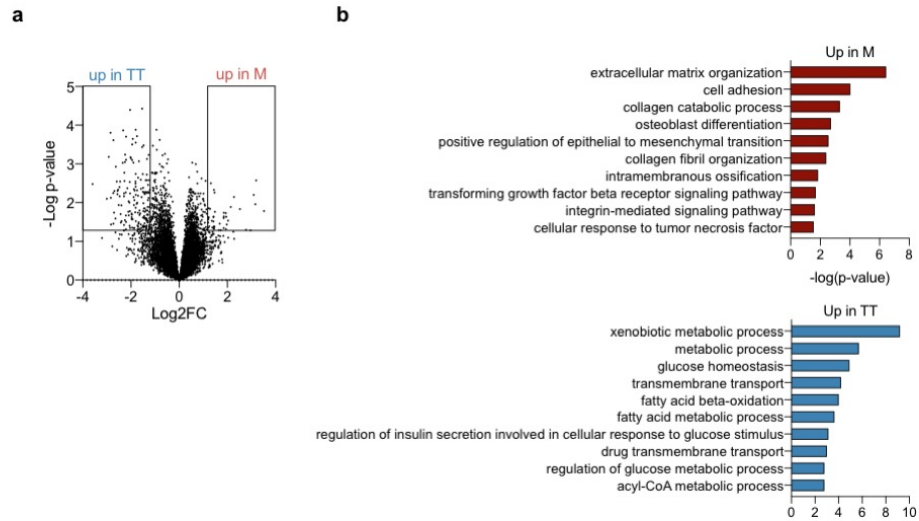 a
b
up in TT
up in M
5
4
3
2
1
0
-Log p-value
-4
-2
0
2
4
Log2FC
Up in M
extracellular matrix organization
cell adhesion
collagen catabolic process
osteoblast differentiation
positive regulation of epithelial to mesenchymal transition
collagen fibril organization
intramembranous ossification
transforming growth factor beta receptor signaling pathway
integrin-mediated signaling pathway
cellular response to tumor necrosis factor
0 2 4 6 8
-log(p-value)
Up in TT
xenobiotic metabolic process
metabolic process
glucose homeostasis
transmembrane transport
fatty acid beta-oxidation
fatty acid metabolic process
regulation of insulin secretion involved in cellular response to glucose stimulus
drug transmembrane transport
regulation of glucose metabolic process
acyl-CoA metabolic process
0 2 4 6 8 10